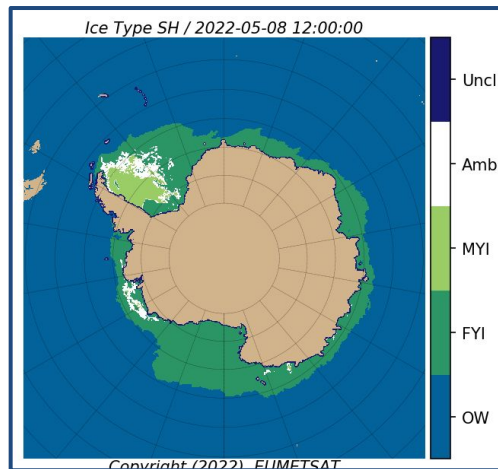 Ice Type SH / 2022-05-08 12:00:00
Uncl
Amb
MYI
FYI
OW
Copyright (2022) EUMETSAT